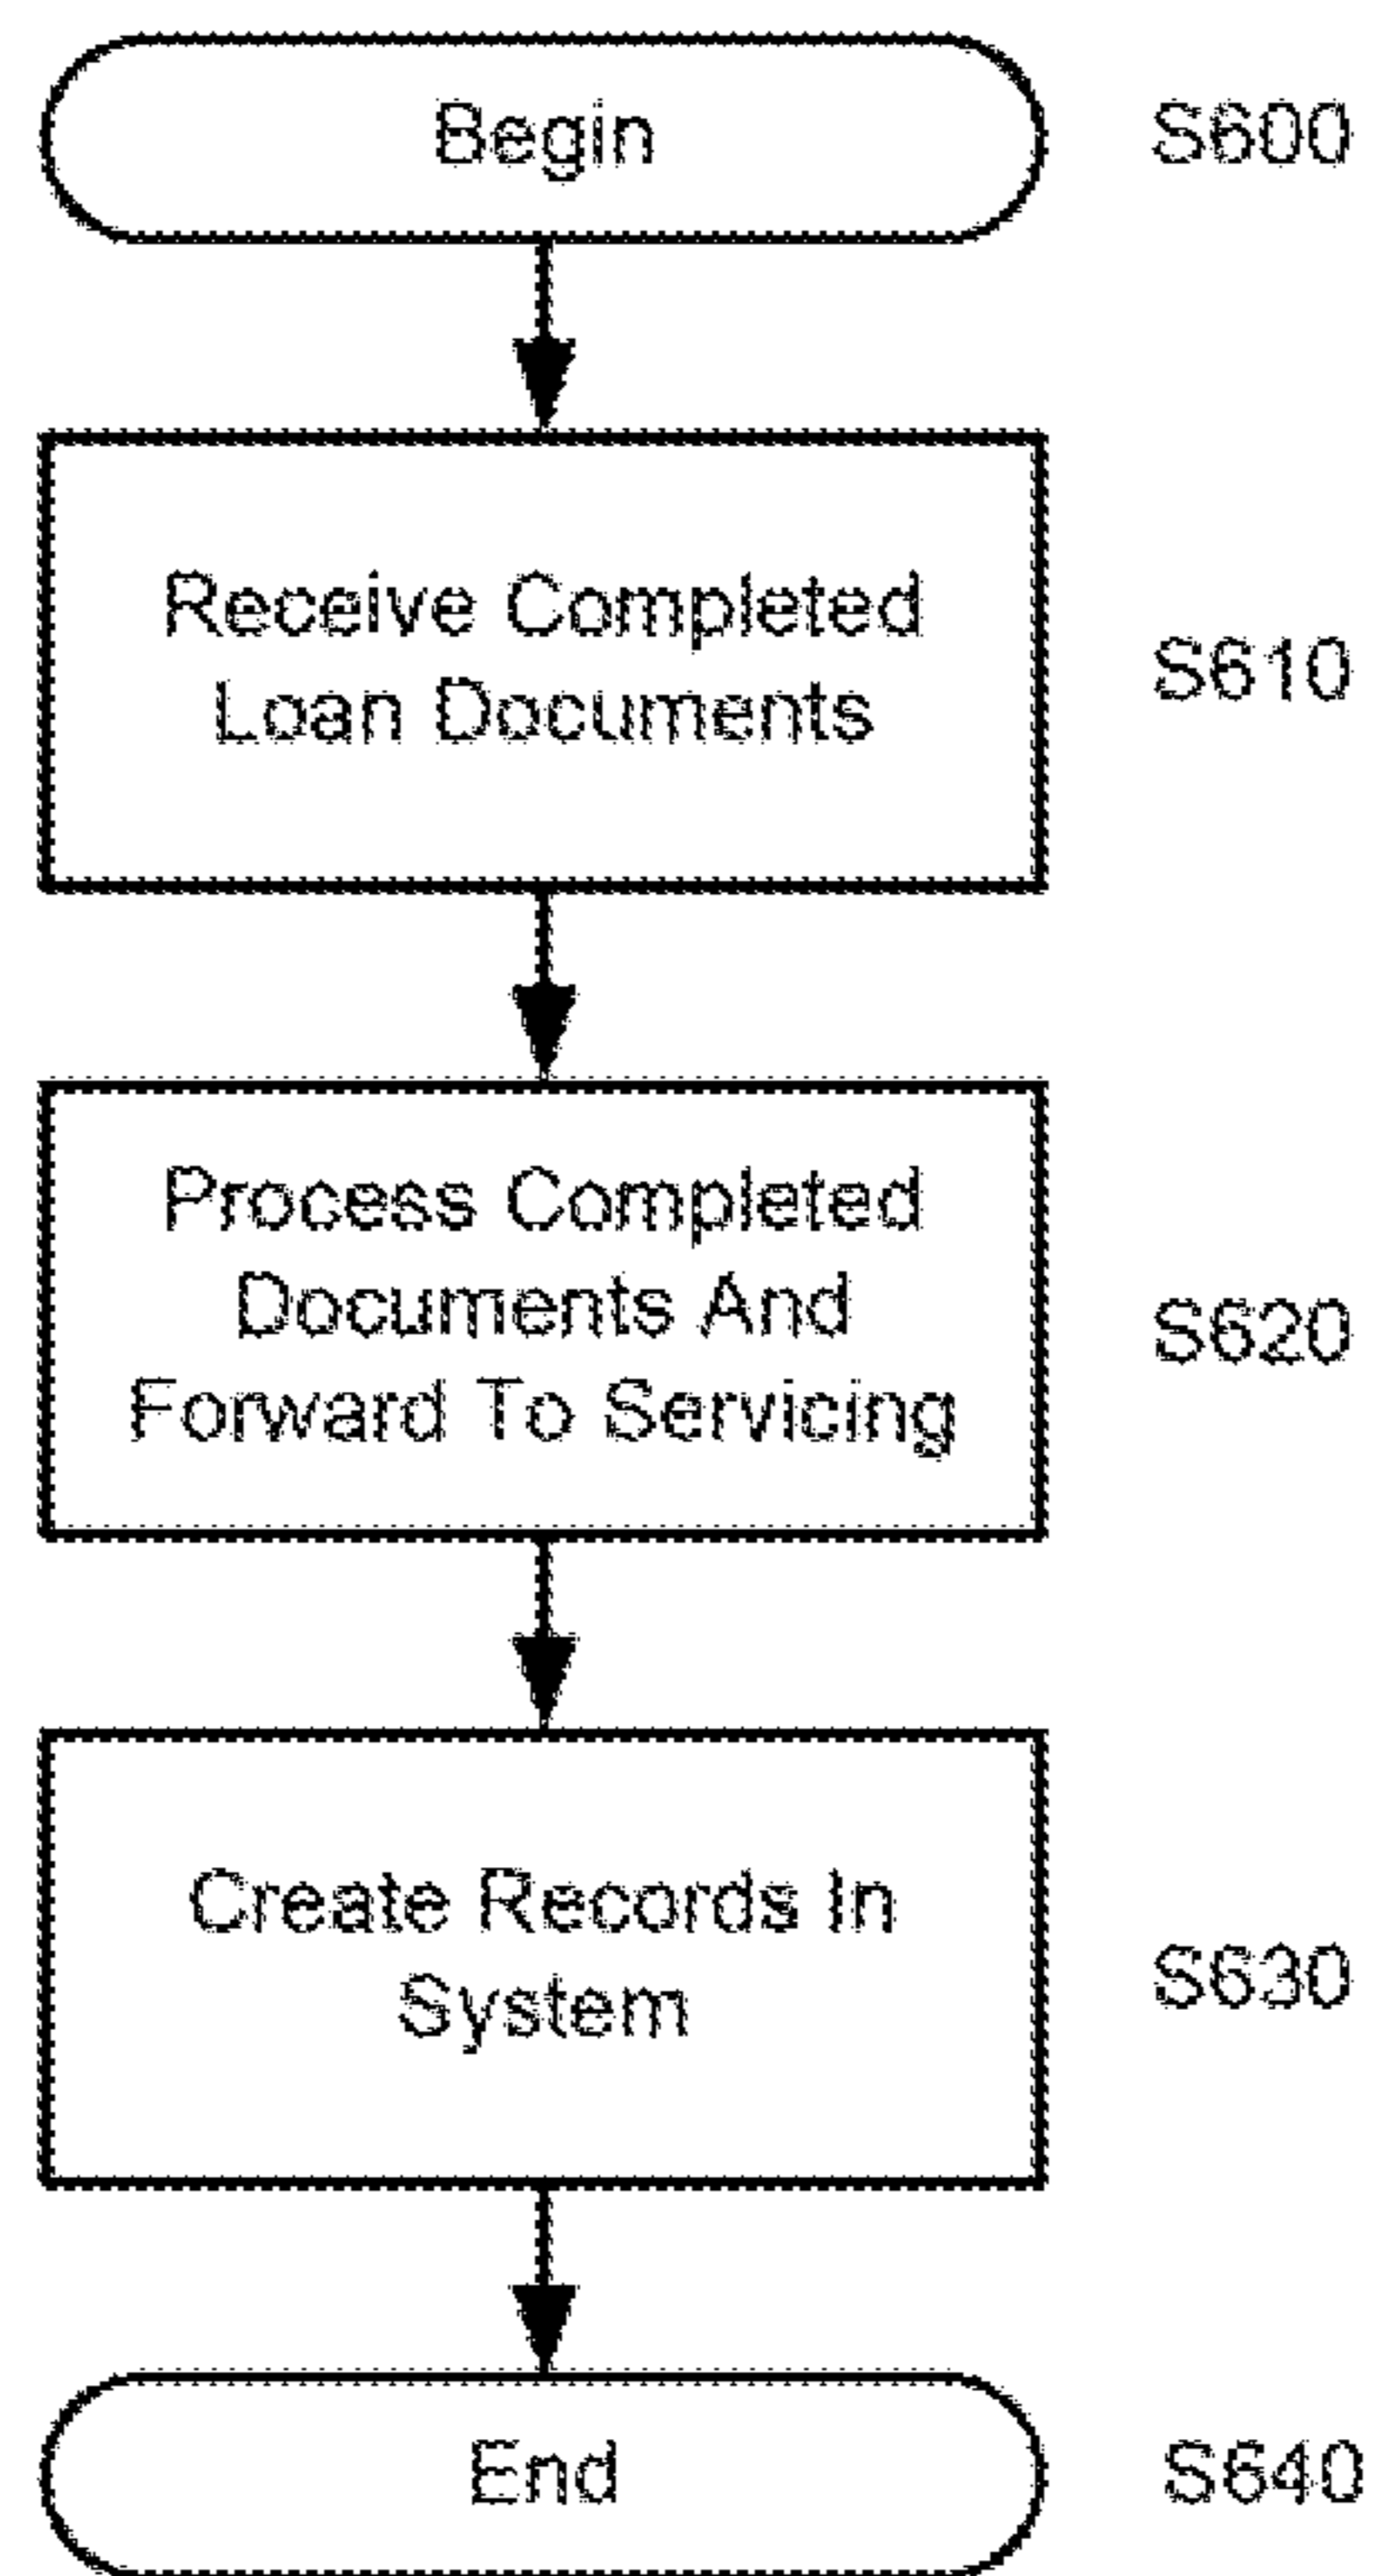 Begin
S600
Receive Completed
Loan Documents
S610
Process Completed
Documents And
Forward To Servicing
S620
Create Records In
System
S630
End
S640